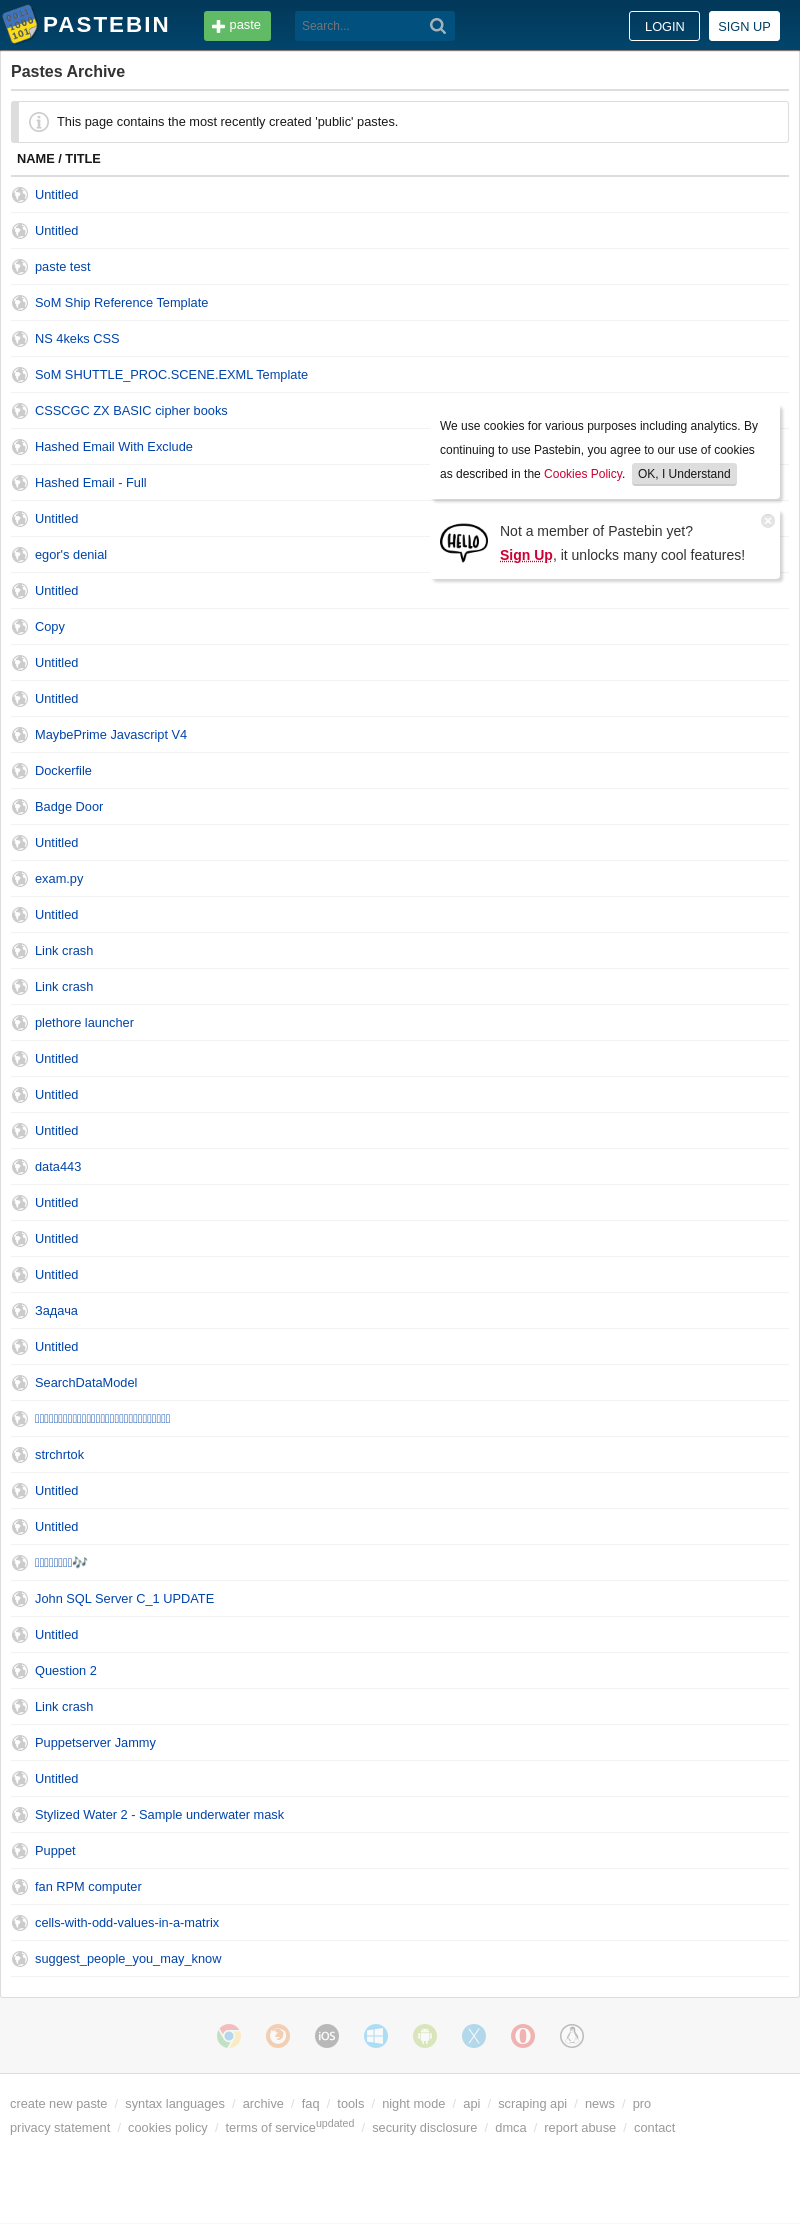 PASTEBIN
paste
Search...
LOGIN
SIGN UP
Pastes Archive
This page contains the most recently created 'public' pastes.
NAME / TITLE
Untitled
Untitled
paste test
SoM Ship Reference Template
NS 4keks CSS
SoM SHUTTLE_PROC.SCENE.EXML Template
CSSCGC ZX BASIC cipher books
Hashed Email With Exclude
Hashed Email - Full
Untitled
egor's denial
We use cookies for various purposes including analytics. By
continuing to use Pastebin, you agree to our use of cookies
as described in the Cookies Policy. OK, I Understand
HELLO
Not a member of Pastebin yet?
Sign Up, it unlocks many cool features!
Untitled
Copy
Untitled
Untitled
MaybePrime Javascript V4
Dockerfile
Badge Door
Untitled
exam.py
Untitled
Link crash
Link crash
plethore launcher
Untitled
Untitled
Untitled
data443
Untitled
Untitled
Untitled
Задача
Untitled
SearchDataModel
strchrtok
Untitled
Untitled
🎶
John SQL Server C_1 UPDATE
Untitled
Question 2
Link crash
Puppetserver Jammy
Untitled
Stylized Water 2 - Sample underwater mask
Puppet
fan RPM computer
cells-with-odd-values-in-a-matrix
suggest_people_you_may_know
iOS
create new paste / syntax languages / archive / faq / tools / night mode / api / scraping api / news / pro
privacy statement / cookies policy / terms of service updated / security disclosure / dmca / report abuse / contact